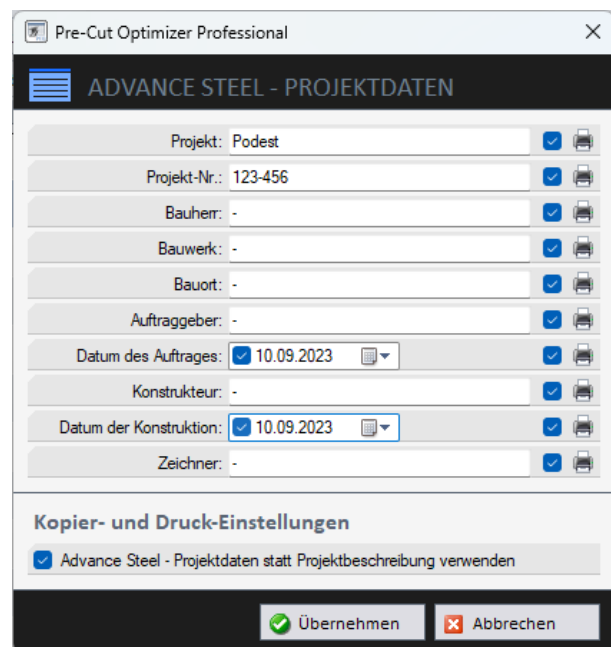 Pre-Cut Optimizer Professional
ADVANCE STEEL - PROJEKTDATEN
Projekt: Podest
Projekt-Nr.: 123-456
Bauherr: -
Bauwerk: -
Bauort: -
Auftraggeber: -
Datum des Auftrages: 10.09.2023
Konstrukteur: -
Datum der Konstruktion: 10.09.2023
Zeichner: -
Kopier- und Druck-Einstellungen
Advance Steel - Projektdaten statt Projektbeschreibung verwenden
Übernehmen Abbrechen